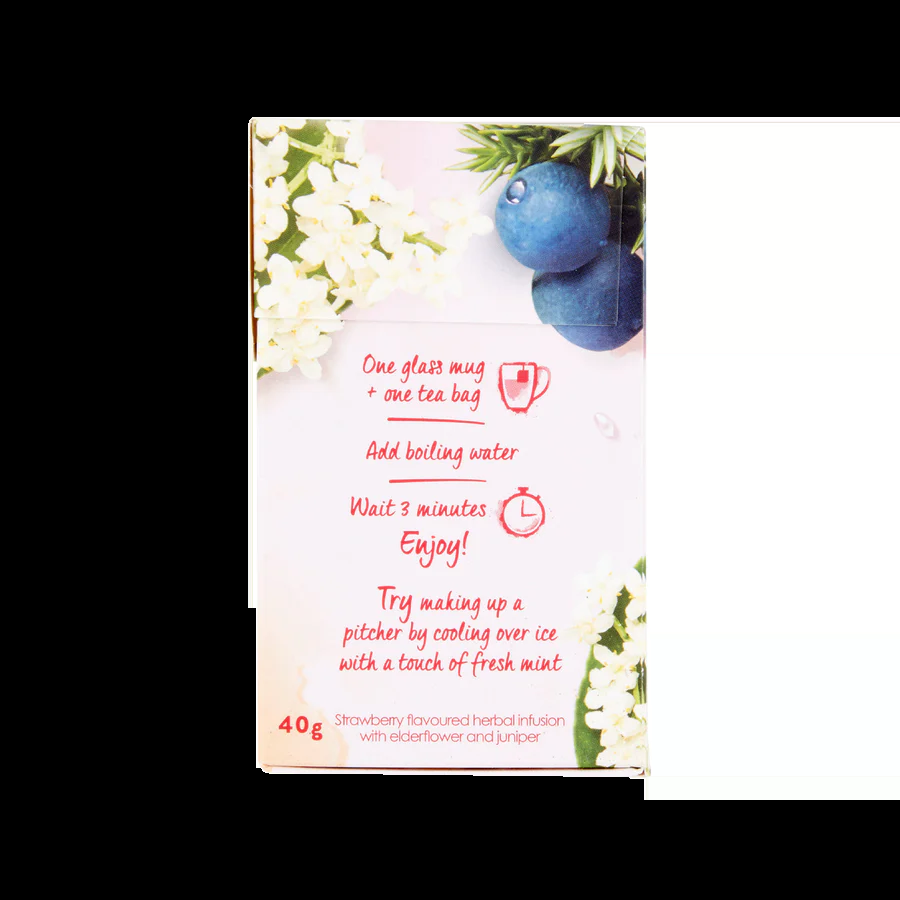 One glass mug
+ one tea bag
Add boiling water
Wait 3 minutes
Enjoy!
Try making up a
pitcher by cooling over ice
with a touch of fresh mint
40g
Strawberry flavoured herbal infusion
with elderflower and juniper